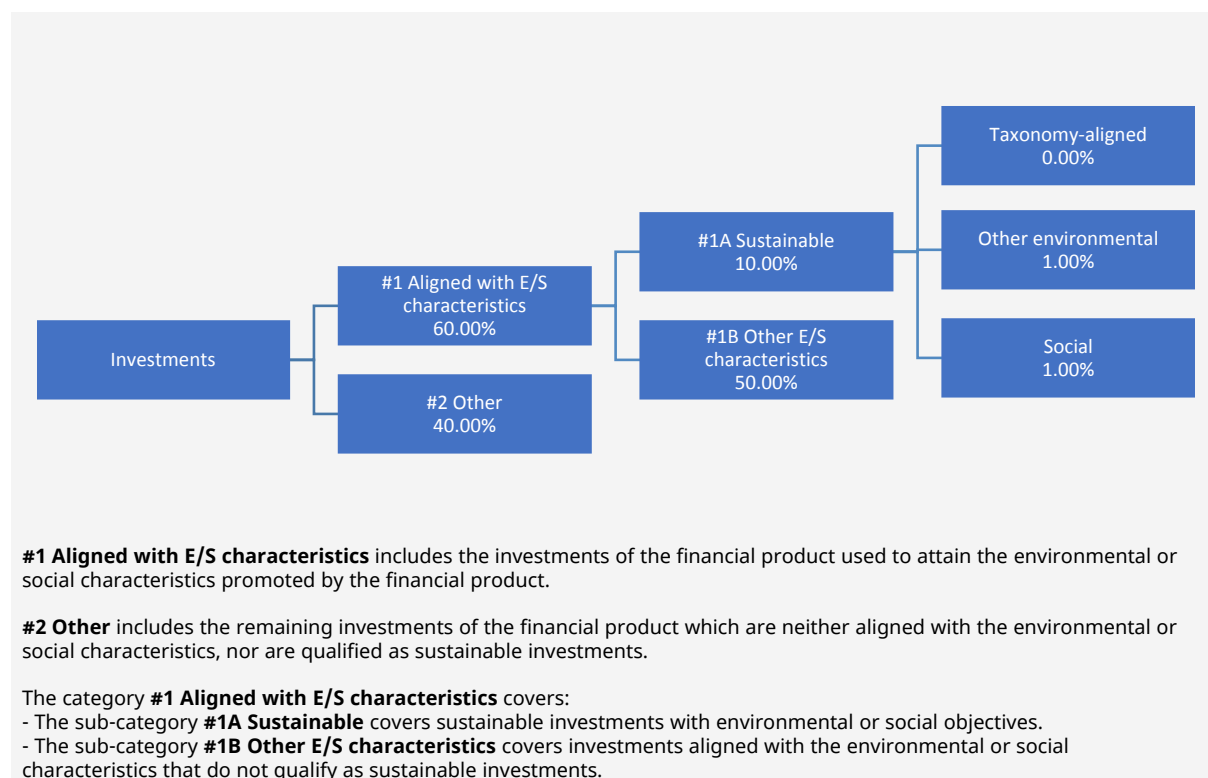 Investments
#1 Aligned with E/S
characteristics
60.00%
#2 Other
40.00%
#1A Sustainable
10.00%
#1B Other E/S
characteristics
50.00%
Taxonomy-aligned
0.00%
Other environmental
1.00%
Social
1.00%
#1 Aligned with E/S characteristics includes the investments of the financial product used to attain the environmental or
social characteristics promoted by the financial product.
#2 Other includes the remaining investments of the financial product which are neither aligned with the environmental or
social characteristics, nor are qualified as sustainable investments.
The category #1 Aligned with E/S characteristics covers:
- The sub-category #1A Sustainable covers sustainable investments with environmental or social objectives.
- The sub-category #1B Other E/S characteristics covers investments aligned with the environmental or social
characteristics that do not qualify as sustainable investments.